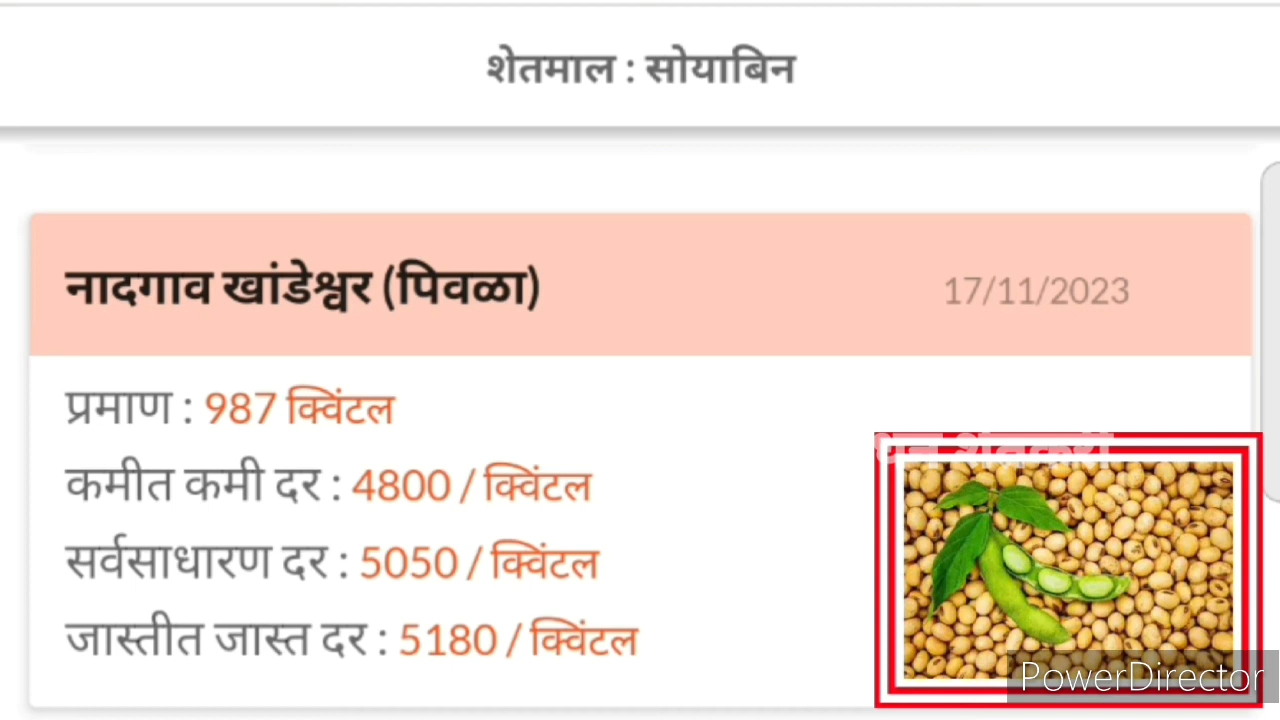 शेतमाल : सोयाबिन
नादगाव खांडेश्वर (पिवळा)
17/11/2023
प्रमाण : 987 क्विंटल
कमीत कमी दर : 4800 / क्विंटल
सर्वसाधारण दर : 5050 / क्विंटल
जास्तीत जास्त दर : 5180 / क्विंटल
PowerDirector